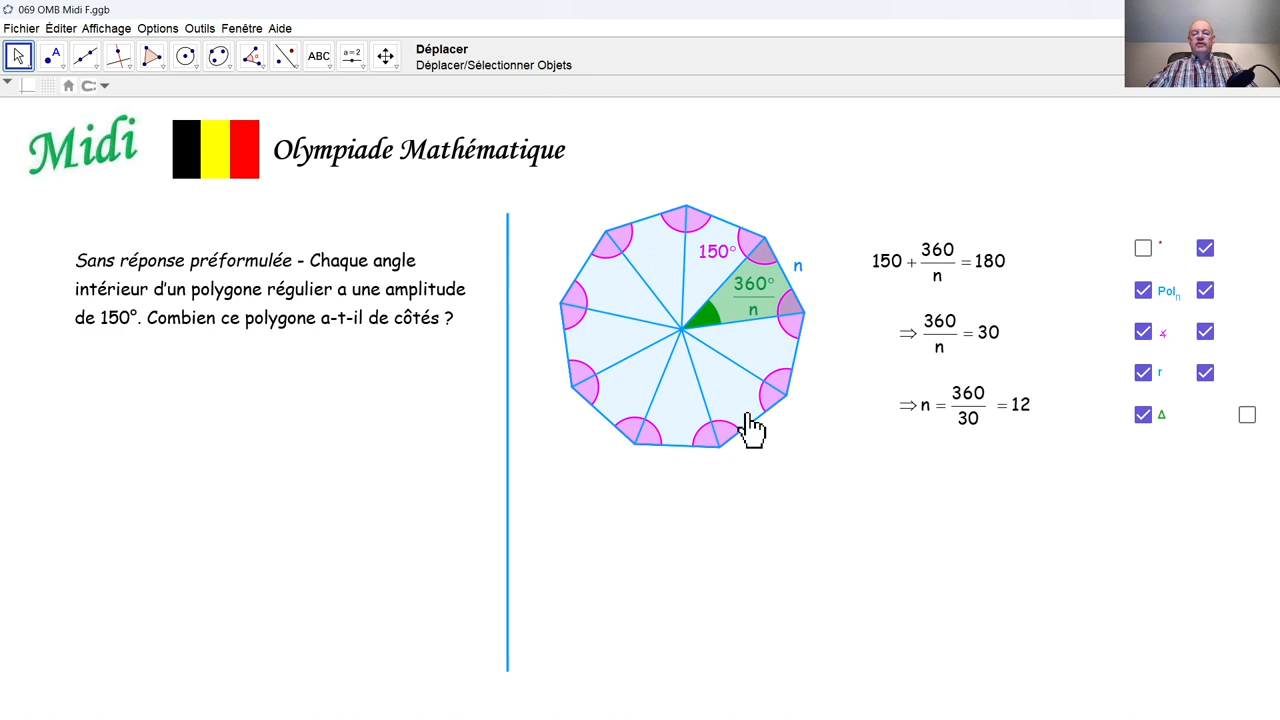 069 OMB Midi F.ggb
Fichier Éditer Affichage Options Outils Fenêtre Aide
A ABC a=2
Déplacer
Déplacer/Sélectionner Objets
Midi
Olympiade Mathématique
Sans réponse préformulée - Chaque angle
intérieur d'un polygone régulier a une amplitude
de 150°. Combien ce polygone a-t-il de côtés ?
150°
n
360°
n
150 + 360/n = 180
⇒ 360/n = 30
⇒ n = 360/30 = 12
Pol n
∡
r
Δ